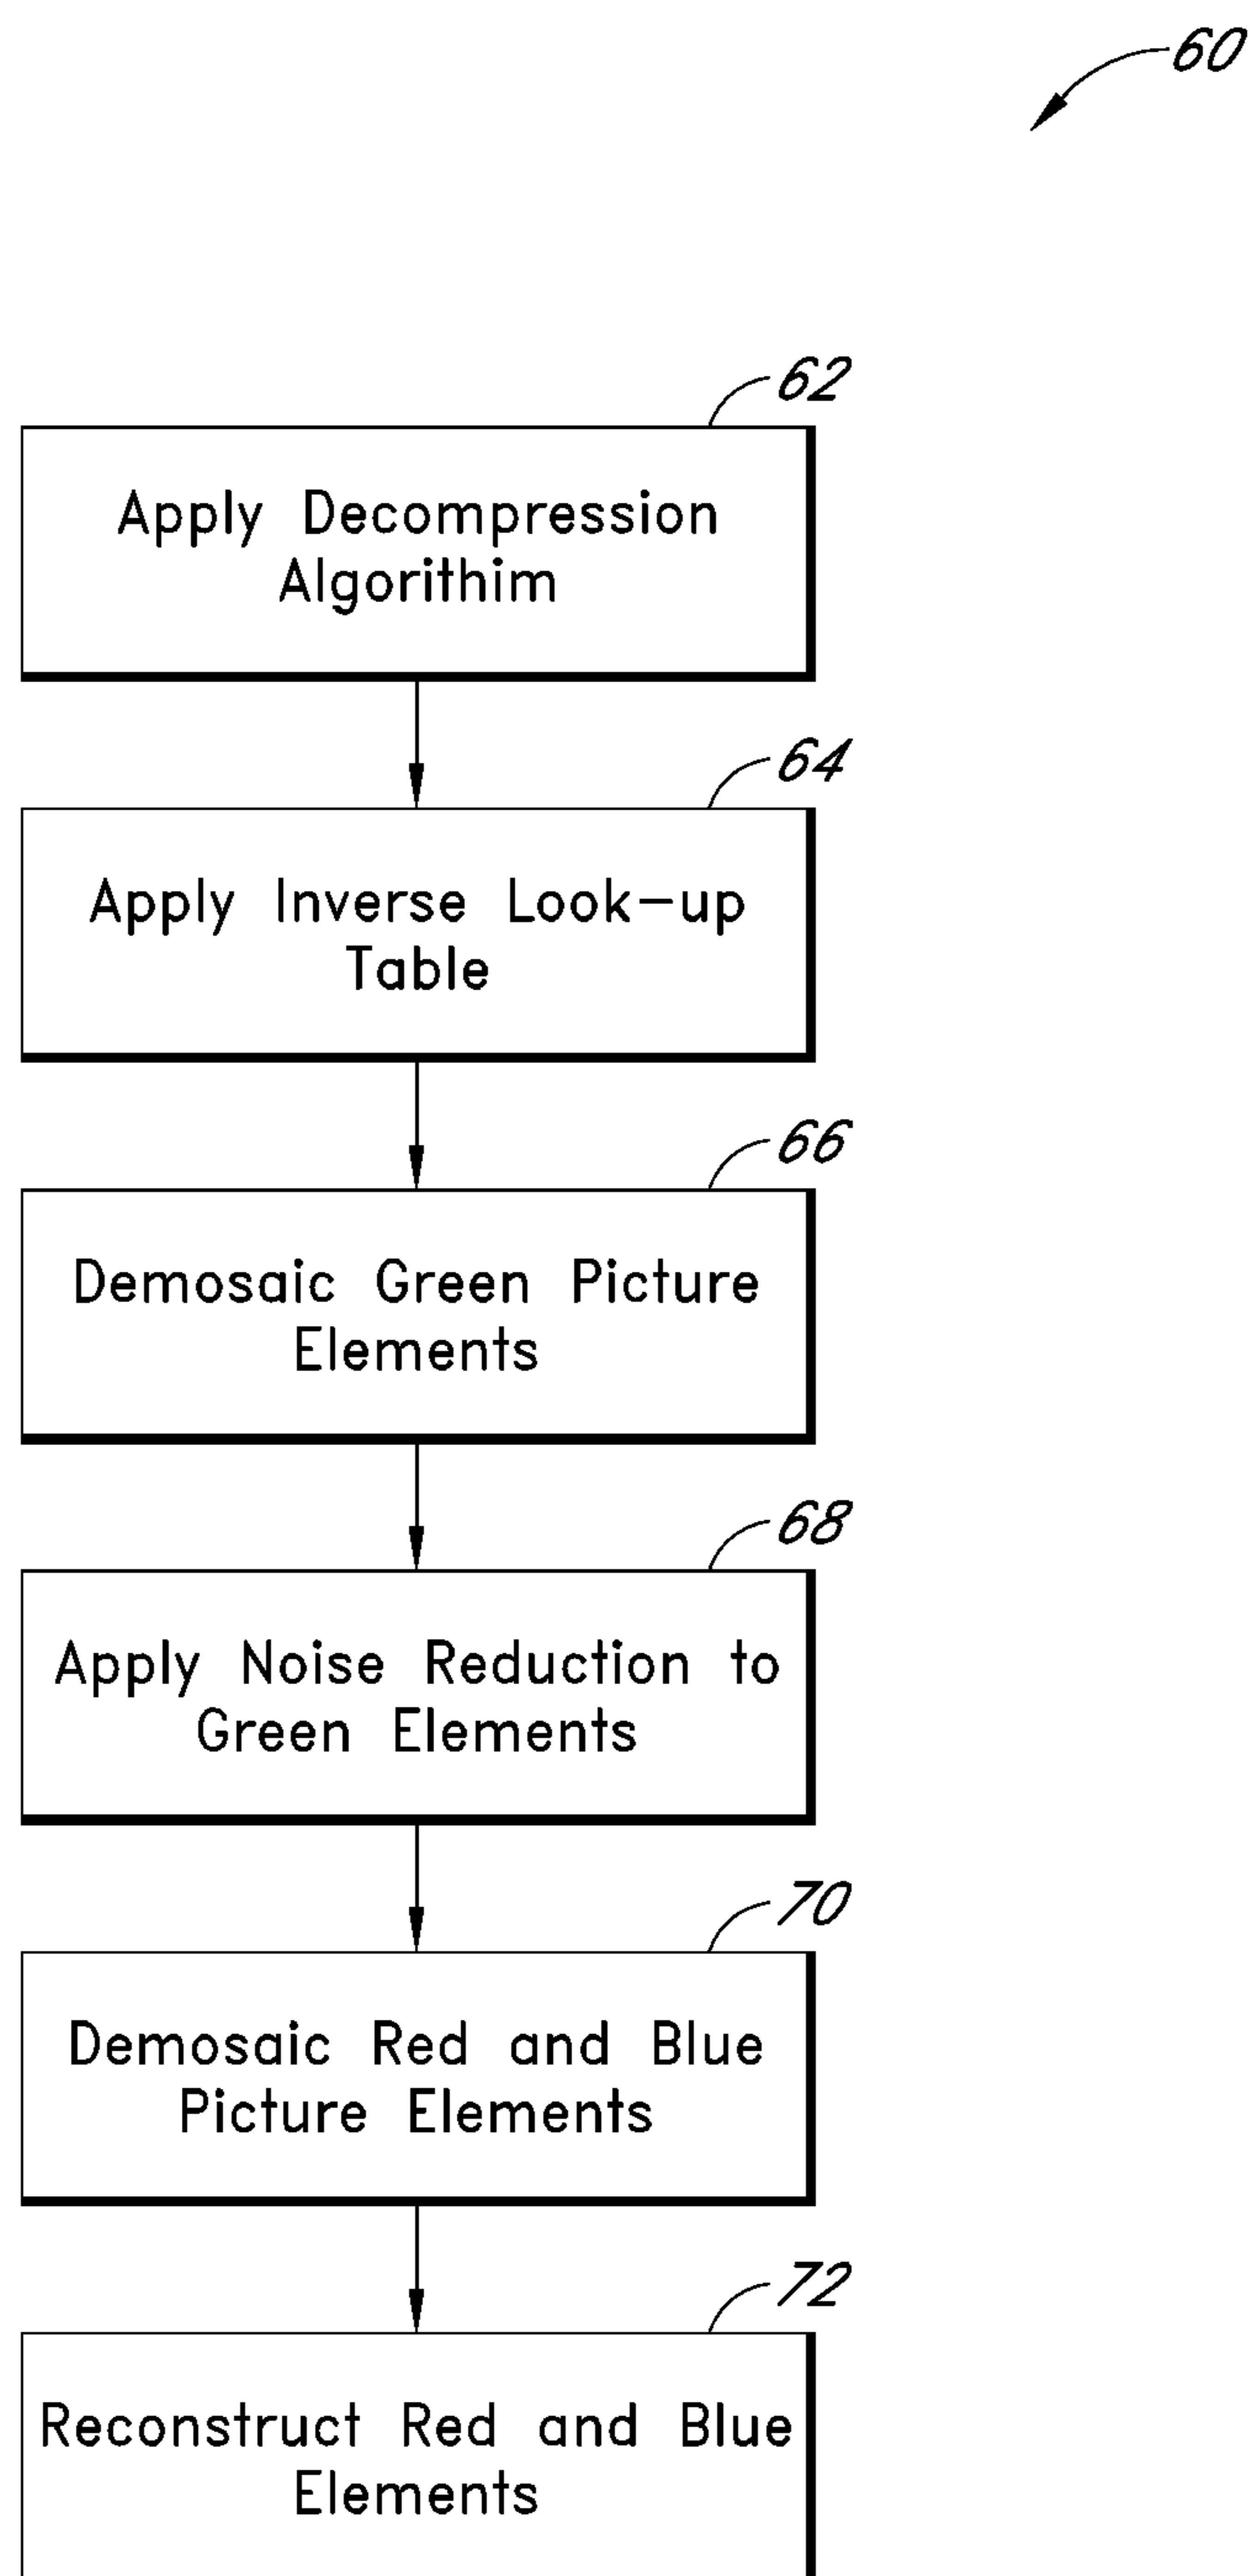 60
62
Apply Decompression
Algorithim
64
Apply Inverse Look-up
Table
66
Demosaic Green Picture
Elements
68
Apply Noise Reduction to
Green Elements
70
Demosaic Red and Blue
Picture Elements
72
Reconstruct Red and Blue
Elements